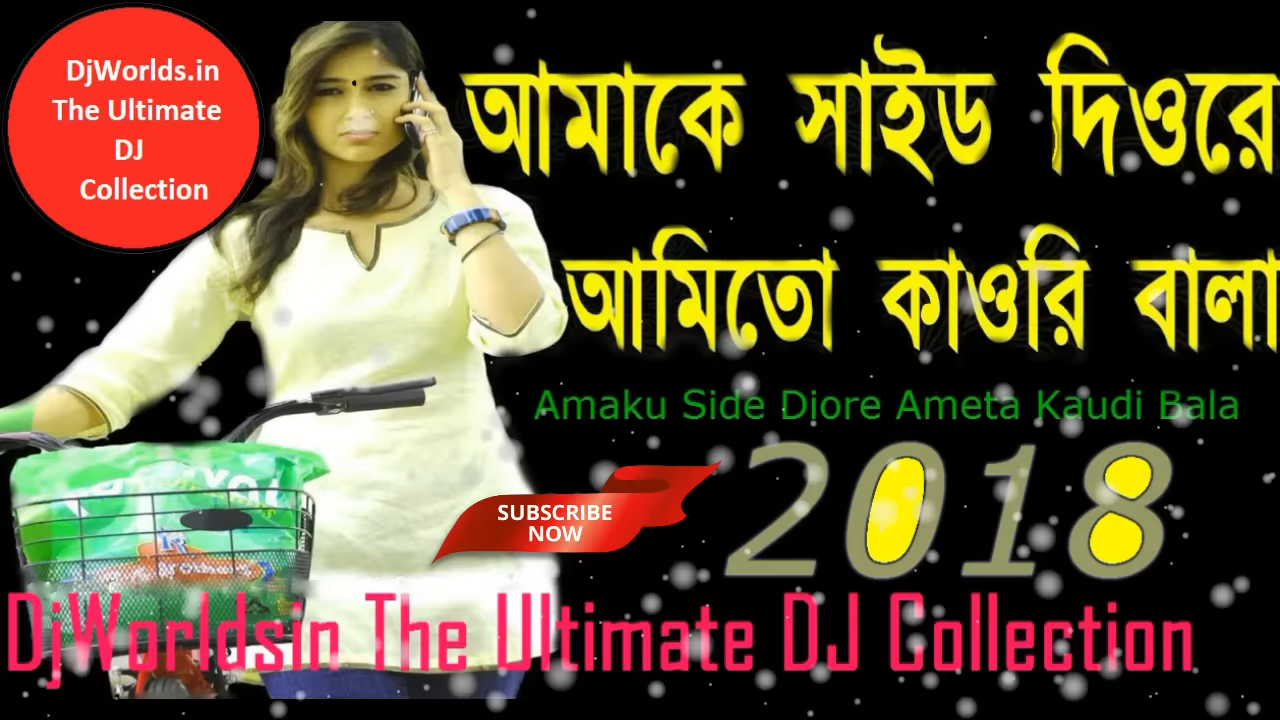 DjWorlds.in
The Ultimate
DJ
Collection
আমাকে সাইড দিওরে
আমিতো কাওরি বালা
Amaku Side Diore Ameta Kaudi Bala
2018
SUBSCRIBE
NOW
DjWorldsin The Ultimate DJ Collection